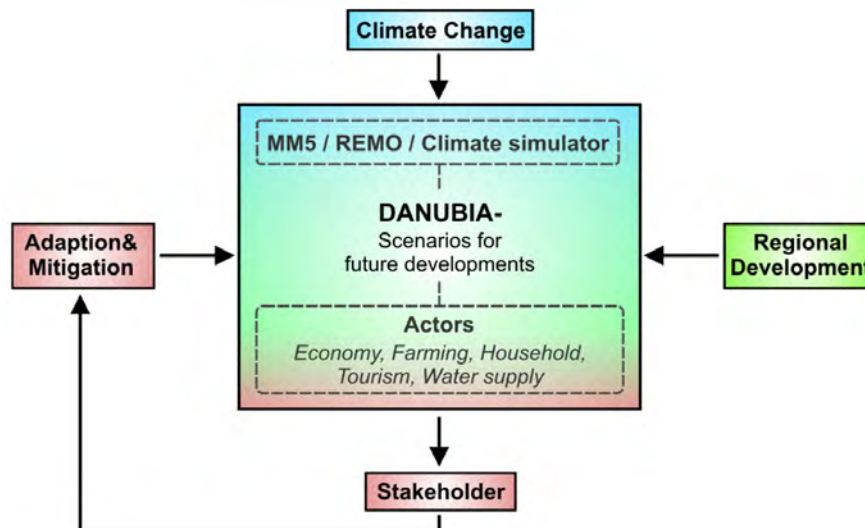 Climate Change
MM5 / REMO / Climate simulator
DANUBIA-
Scenarios for
future developments
Adaption&
Mitigation
Regional
Development
Actors
Economy, Farming, Household,
Tourism, Water supply
Stakeholder